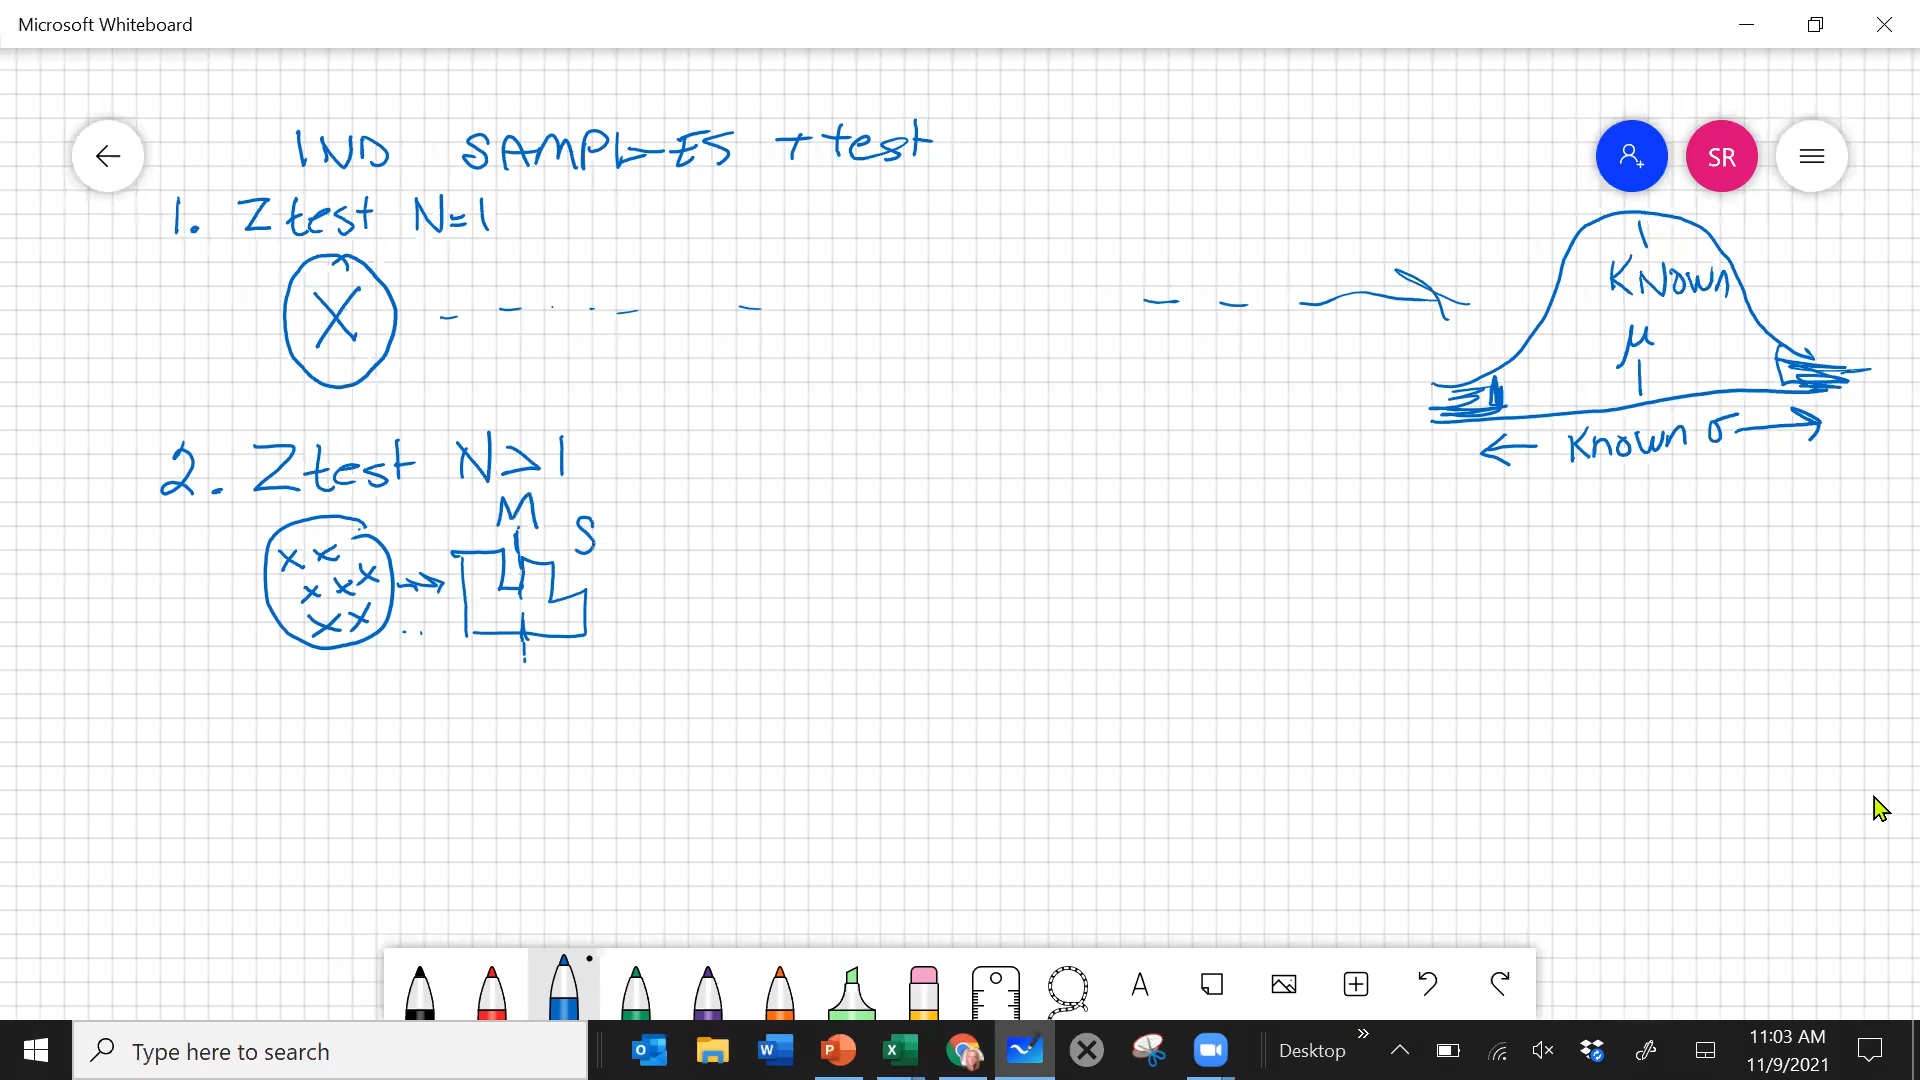 Microsoft Whiteboard
IND SAMPLES t test
SR
1. Z test N=1
X
KNOWN
μ
Known σ
2. Z test N>1
M
S
x x
x x x
x x
A
Type here to search
Desktop
11:03 AM
11/9/2021